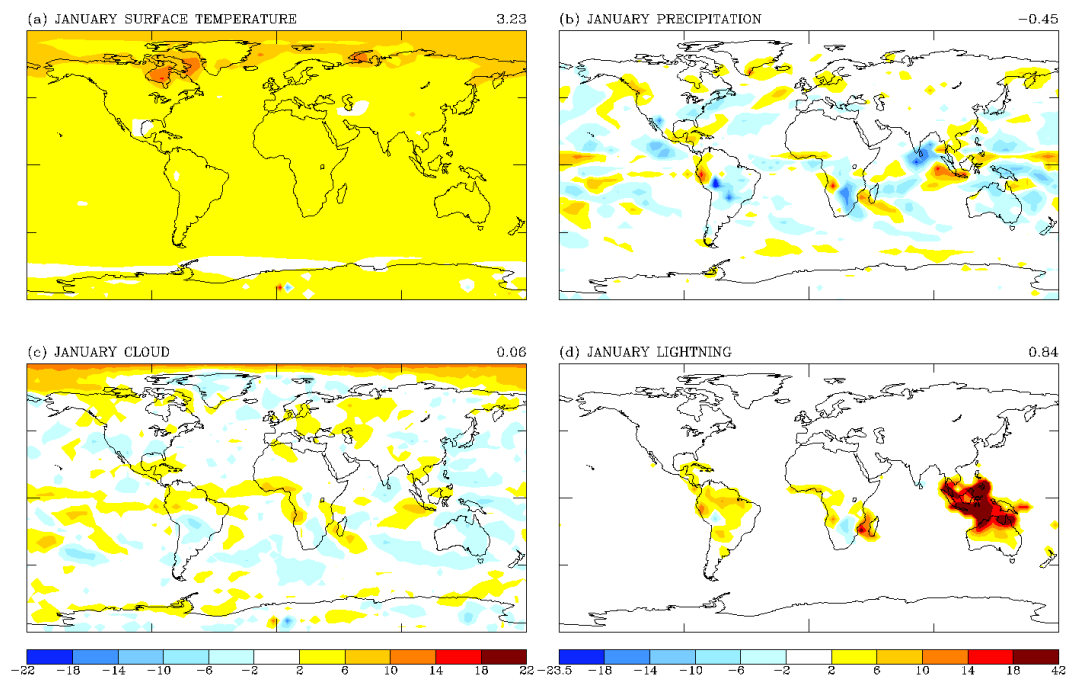 (a) JANUARY SURFACE TEMPERATURE 3.23
(b) JANUARY PRECIPITATION −0.45
(c) JANUARY CLOUD 0.06
(d) JANUARY LIGHTNING 0.84
−22 −18 −14 −10 −6 −2 2 6 10 14 18 22
−23.5 −18 −14 −10 −6 −2 2 6 10 14 18 42